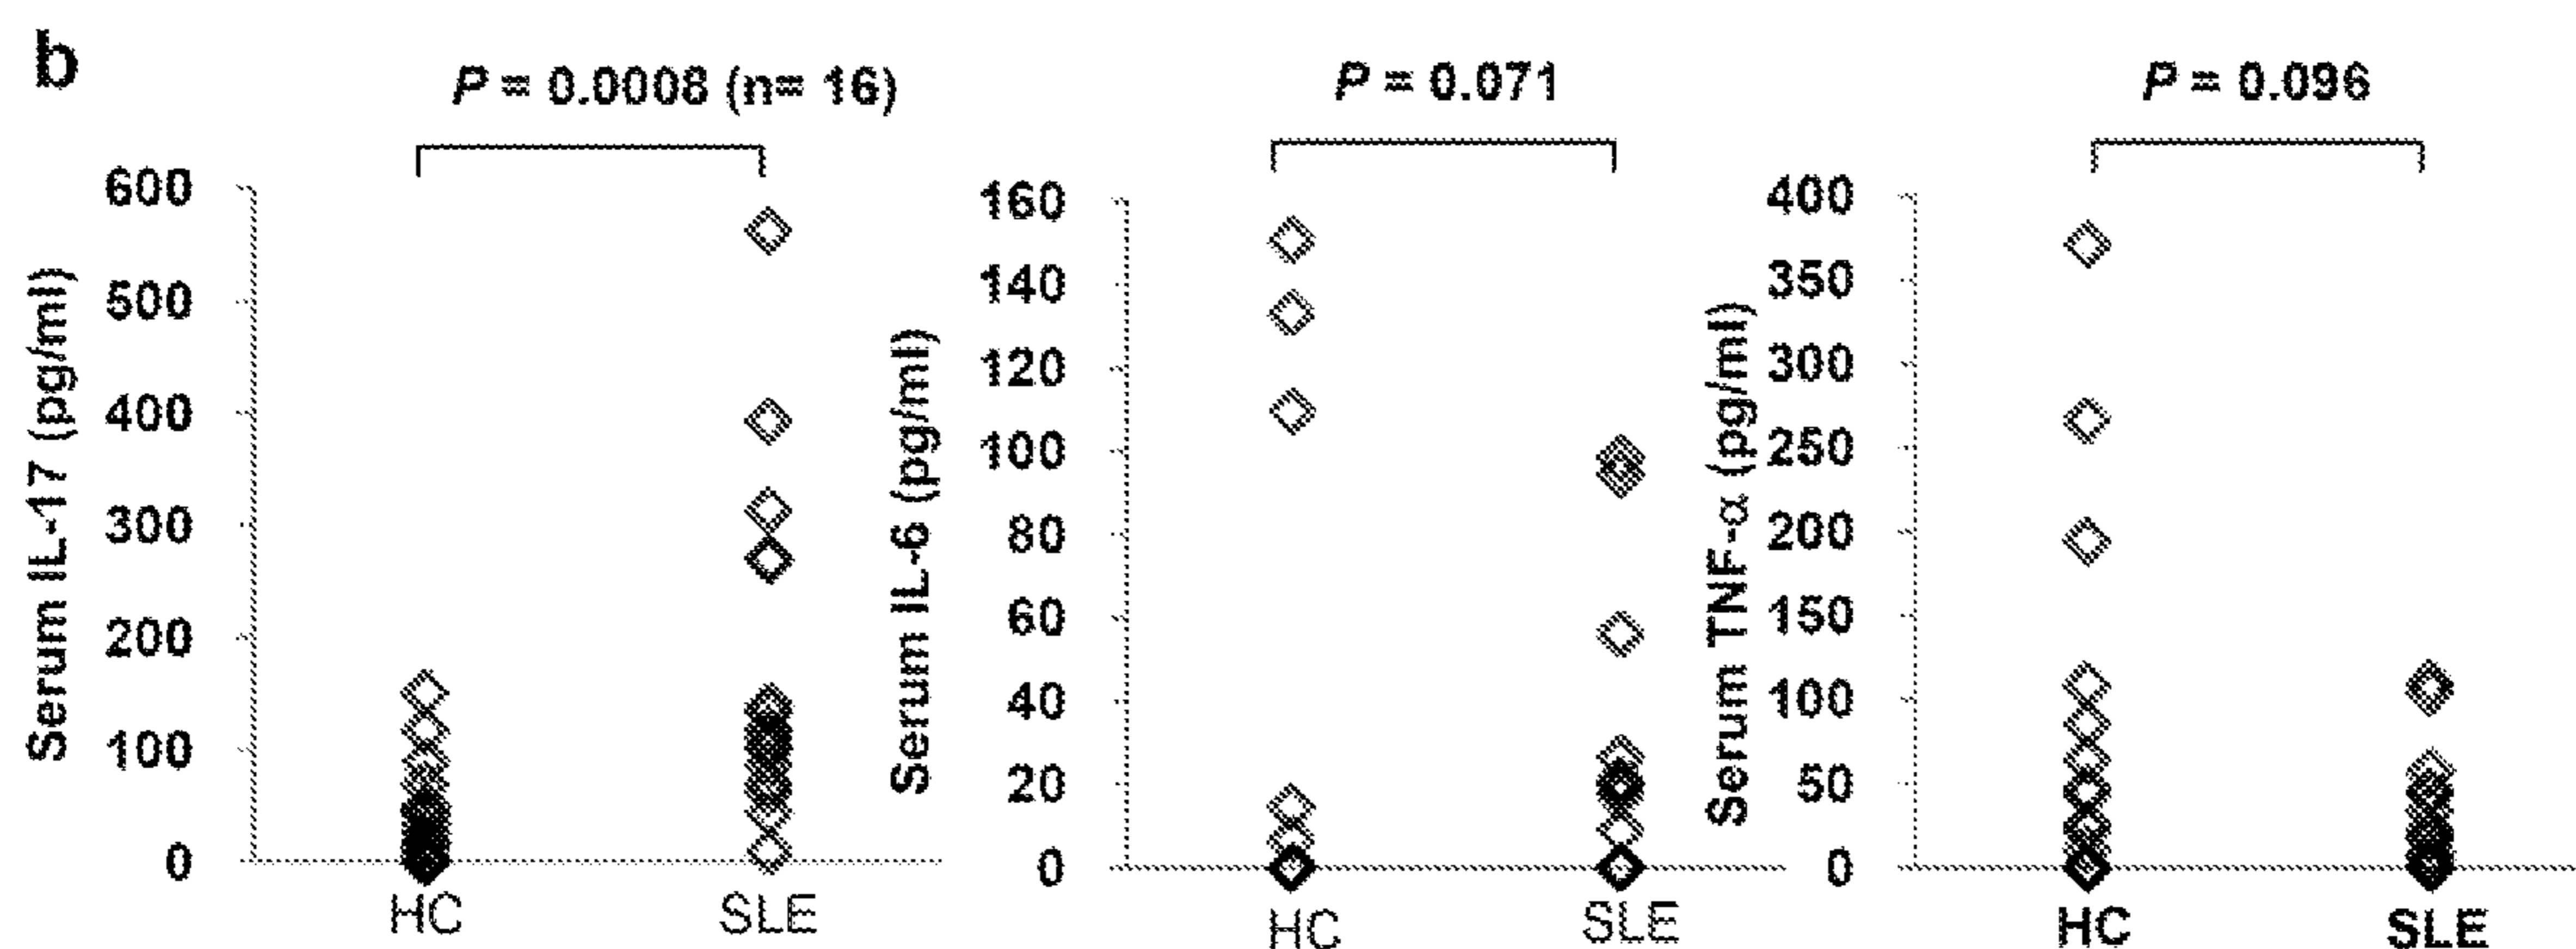 b
P = 0.0008 (n= 16)
Serum IL-17 (pg/ml)
600
500
400
300
200
100
0
HC
SLE
P = 0.071
Serum IL-6 (pg/ml)
160
140
120
100
80
60
40
20
0
HC
SLE
P = 0.096
Serum TNF-α (pg/ml)
400
350
300
250
200
150
100
50
0
HC
SLE